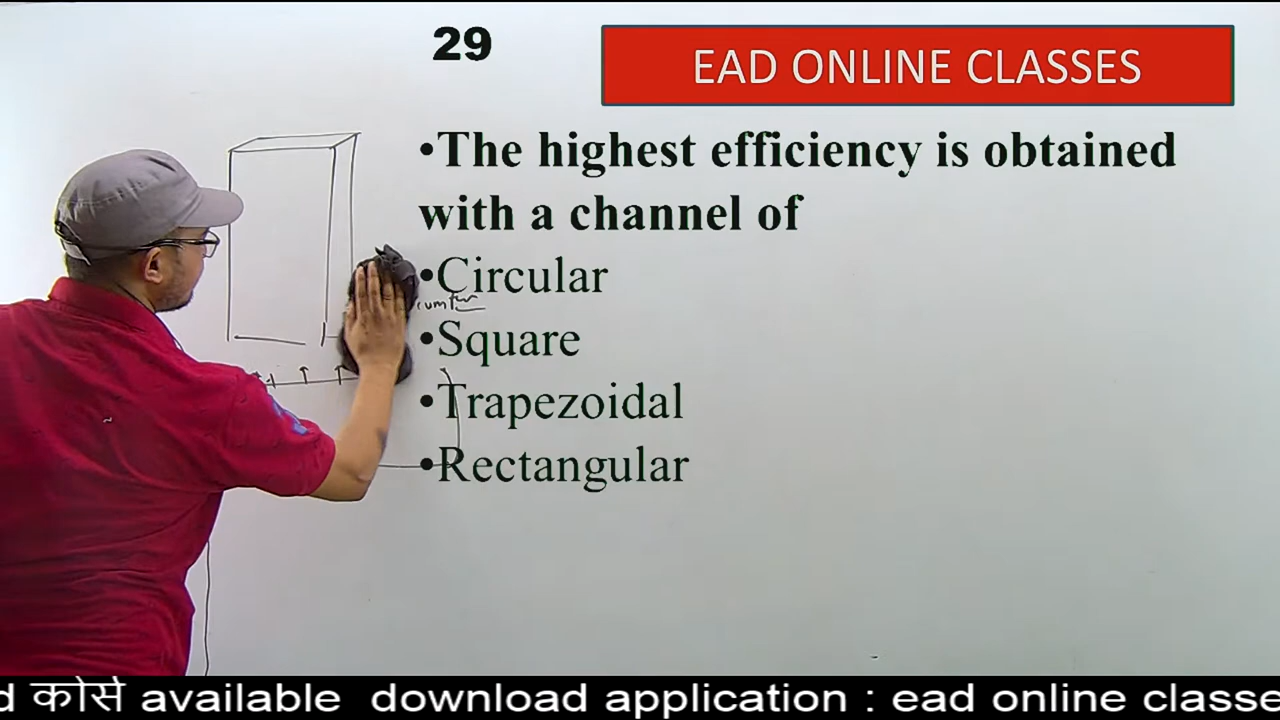 29
EAD ONLINE CLASSES
•The highest efficiency is obtained
with a channel of
•Circular
•Square
•Trapezoidal
•Rectangular
d कोर्स available download application : ead online classe